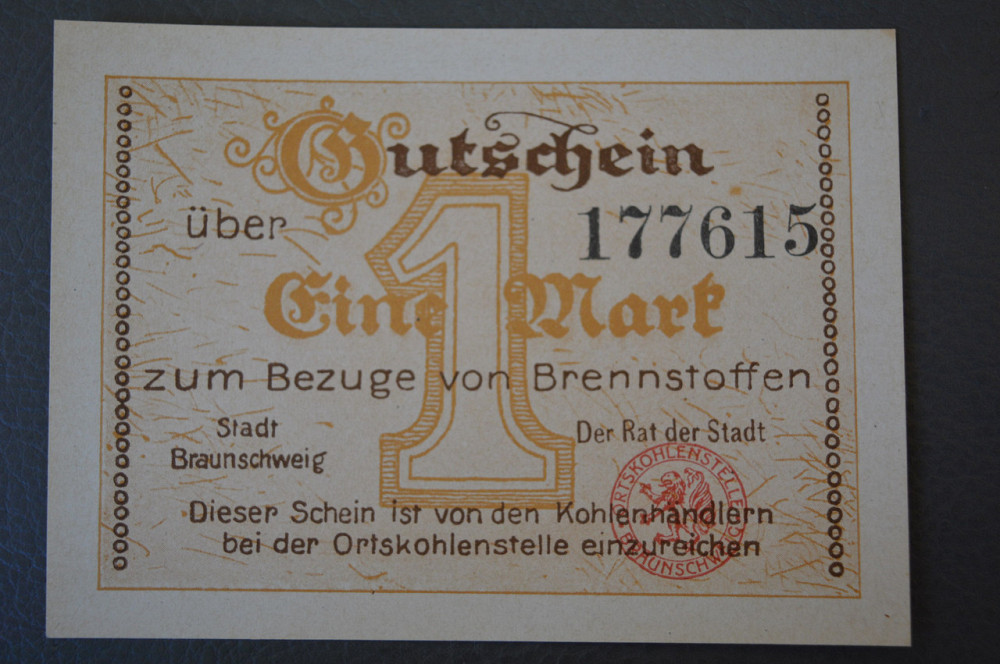 Gutschein
über
177615
1
Eine Mark
zum Bezuge von Brennstoffen
Stadt
Braunschweig
Der Rat der Stadt
Dieser Schein ist von den Kohlenhändlern
bei der Ortskohlenstelle einzureichen
ORTSKOHLENSTELLE
BRAUNSCHWEIG